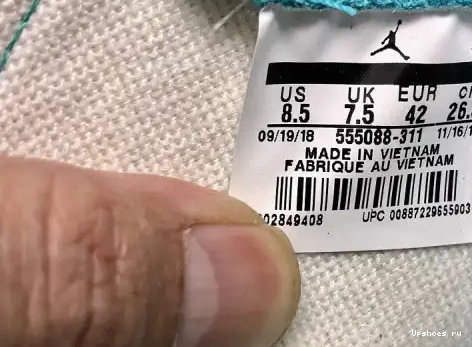 US UK EUR
8.5 7.5 42 26.
09/19/18 555088-311 11/16/1
MADE IN VIETNAM
FABRIQUE AU VIETNAM
02849408 UPC 00887229655903
Upshoes ru